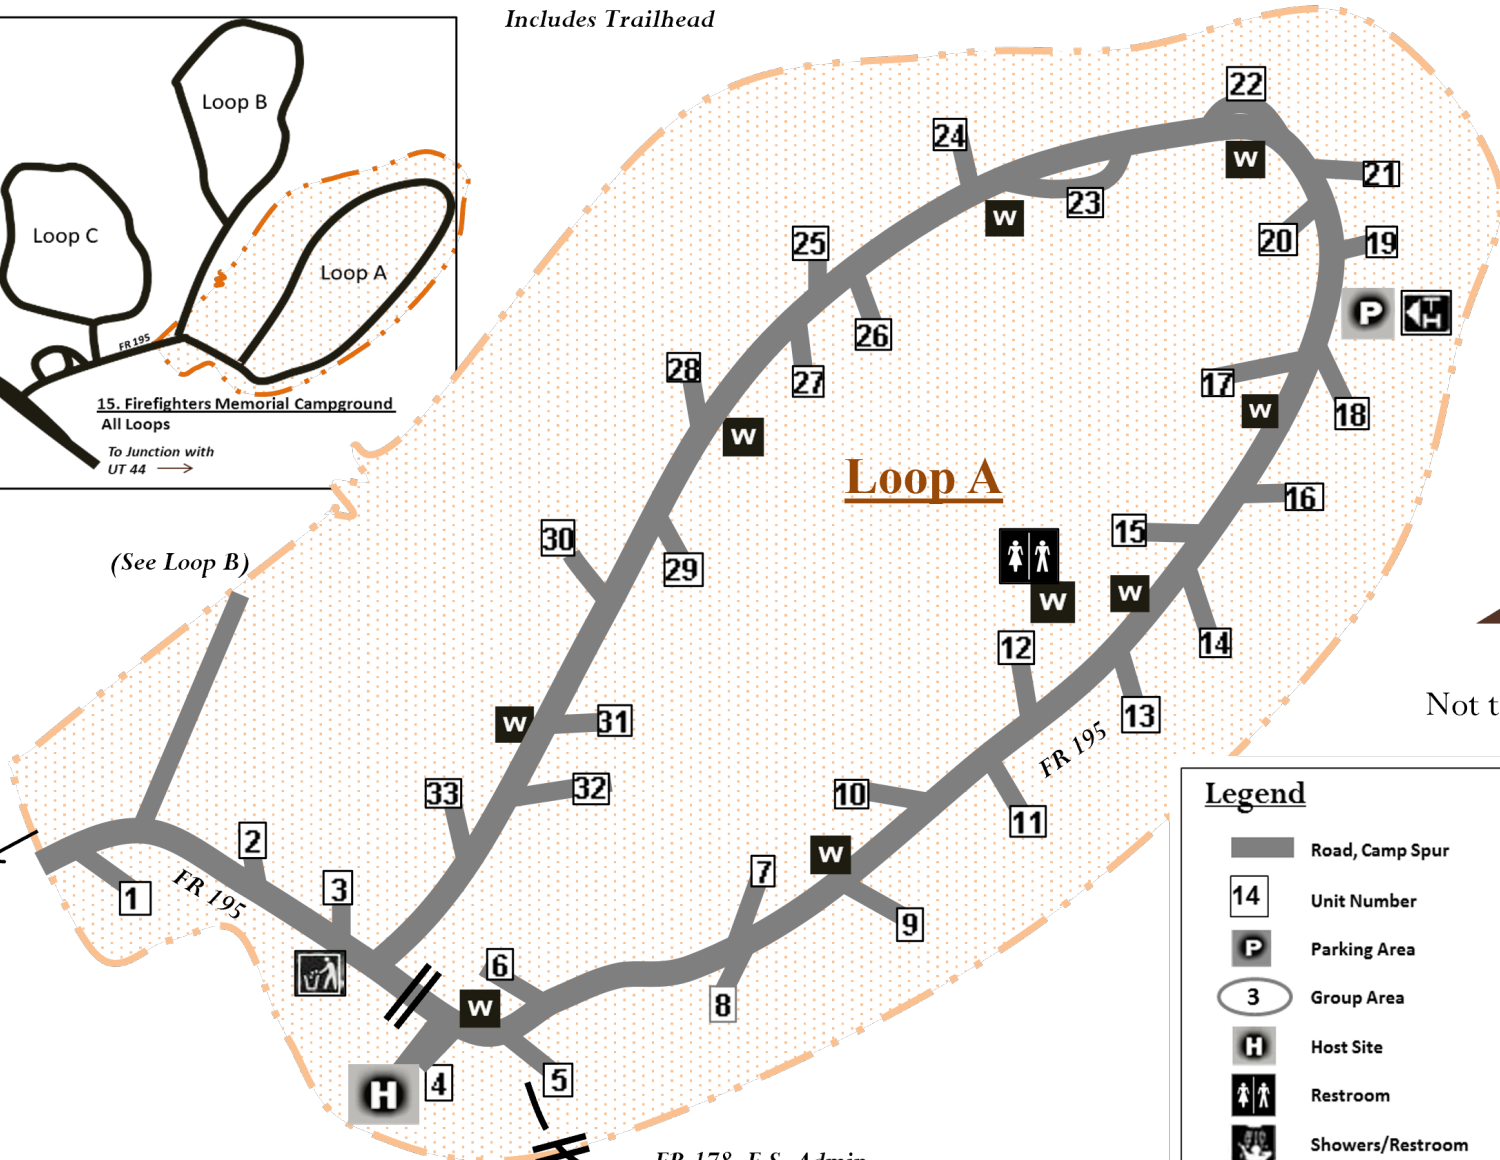 Includes Trailhead
Loop B
Loop C
Loop A
FR 195
15. Firefighters Memorial Campground
All Loops
To Junction with
UT 44
(See Loop B)
22
24
W
21
23
W
25
20
19
P
TH
26
28
27
17
18
W
W
Loop A
16
15
30
29
W
W
12
14
31
W
13
FR 195
32
33
10
11
2
W
7
3
1
FR 195
9
6
8
W
5
4
H
FR 178, F.S. Admin
Not t
Legend
Road, Camp Spur
14 Unit Number
P Parking Area
3 Group Area
H Host Site
Restroom
Showers/Restroom